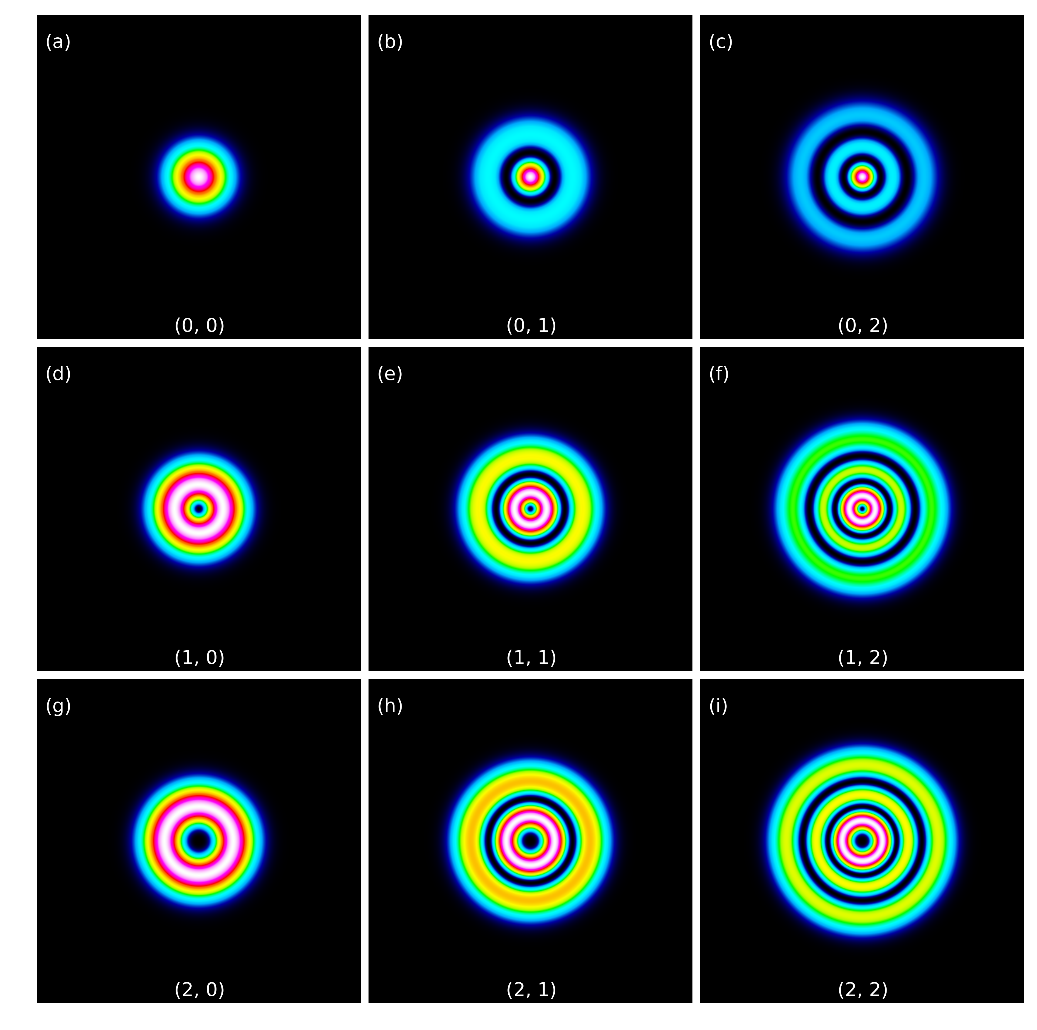 (a)
(b)
(c)
(0, 0)
(0, 1)
(0, 2)
(d)
(e)
(f)
(1, 0)
(1, 1)
(1, 2)
(g)
(h)
(i)
(2, 0)
(2, 1)
(2, 2)